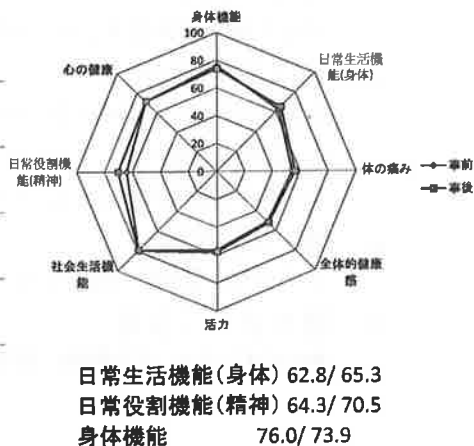 身体機能
100
80
60
40
20
0
日常生活機
能(身体)
体の痛み
全体的健康
感
活力
社会生活機
能
日常役割機
能(精神)
心の健康
事前
事後
日常生活機能(身体) 62.8/ 65.3
日常役割機能(精神) 64.3/ 70.5
身体機能 76.0/ 73.9